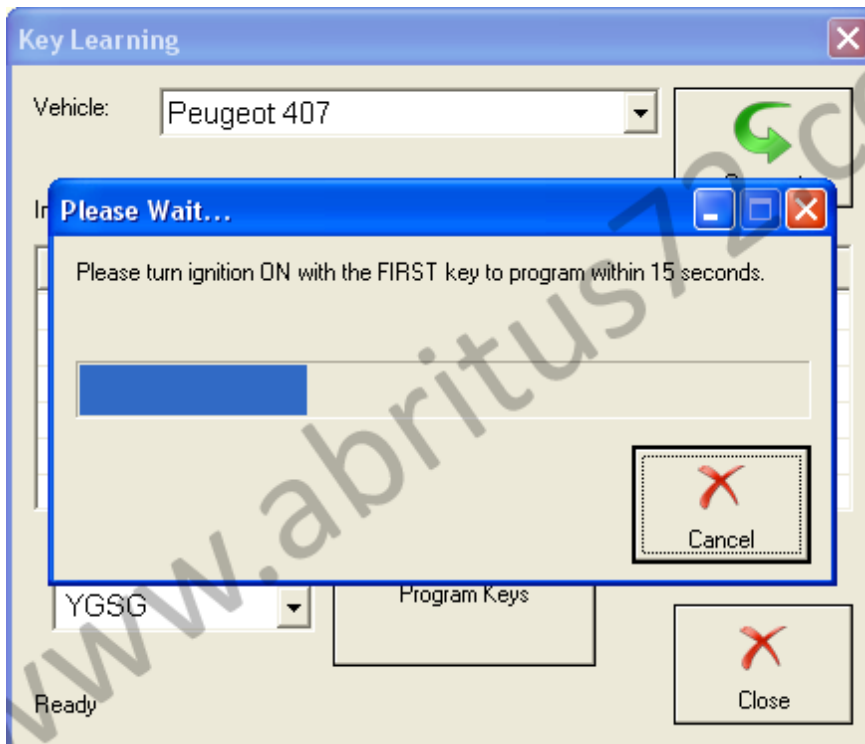 Key Learning
Vehicle:
Peugeot 407
Please Wait...
Please turn ignition ON with the FIRST key to program within 15 seconds.
Cancel
YGSG
Program Keys
Ready
Close
www.abritus72.c